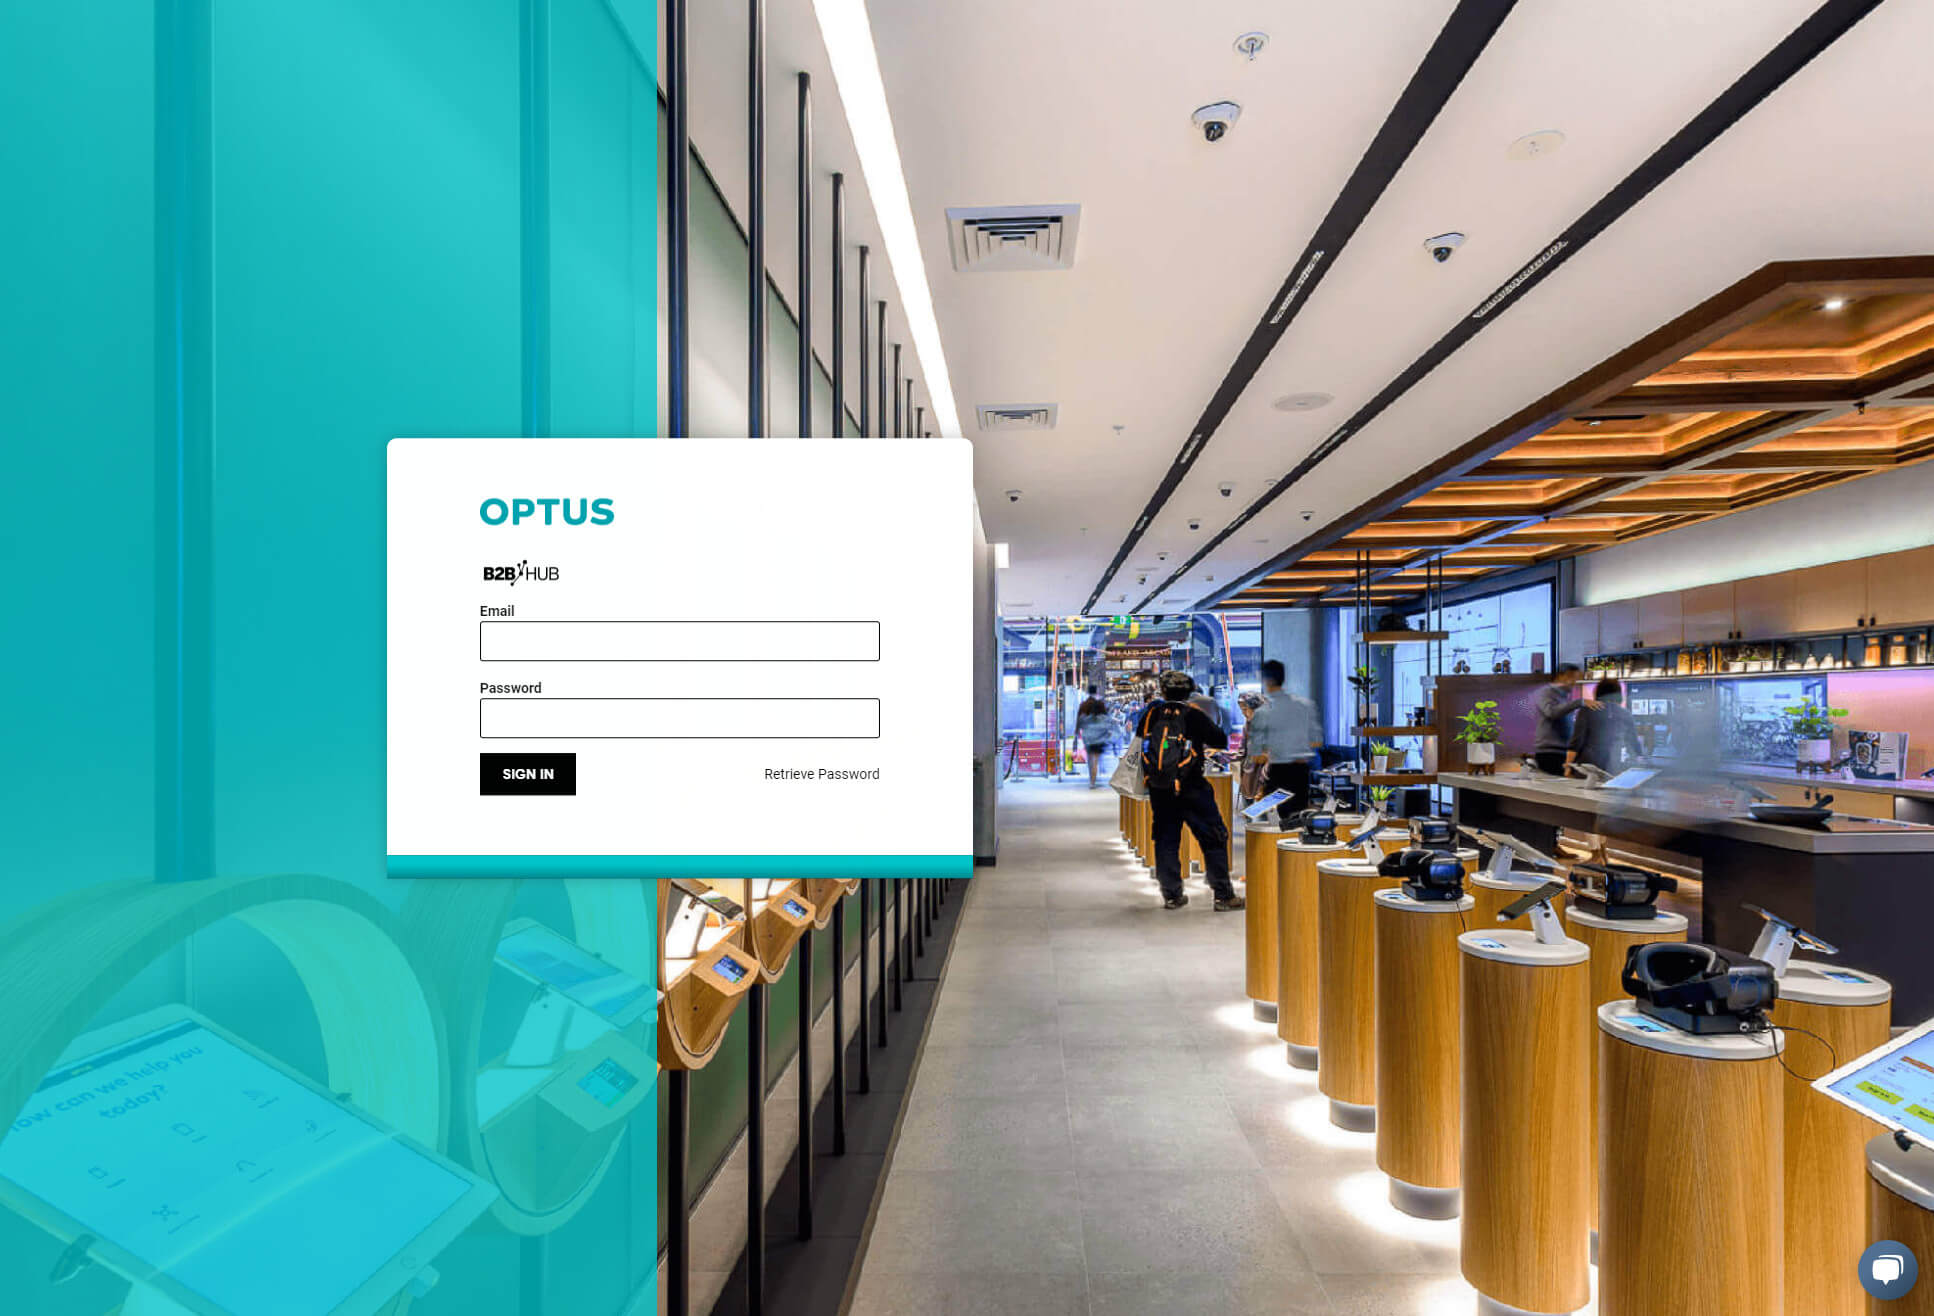 OPTUS
B2B HUB
Email
Password
SIGN IN
Retrieve Password
How can we help you
today?